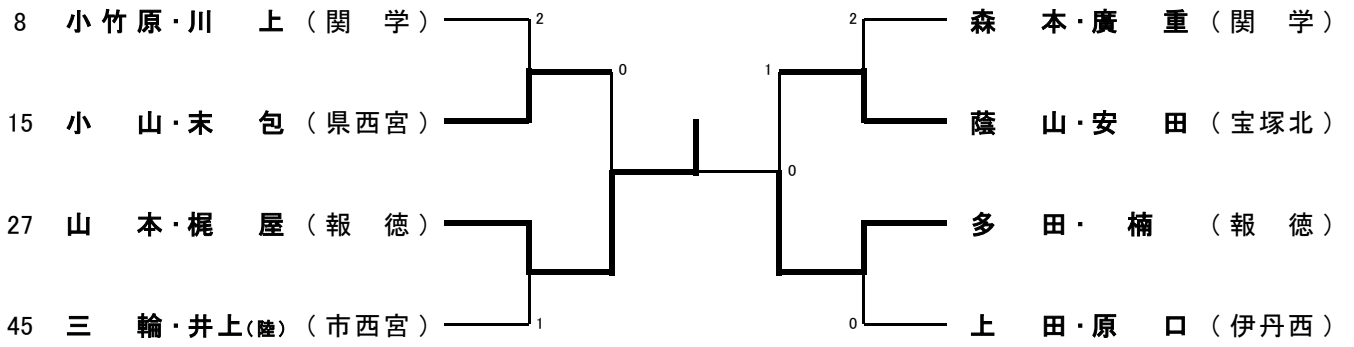 8 小竹原・川上 (関学) 2 2 森本・廣重 (関学)
0 1
15 小山・末包 (県西宮) 蔭山・安田 (宝塚北)
0
27 山本・梶屋 (報徳) 多田・楠 (報徳)
45 三輪・井上(陸) (市西宮) 1 0 上田・原口 (伊丹西)